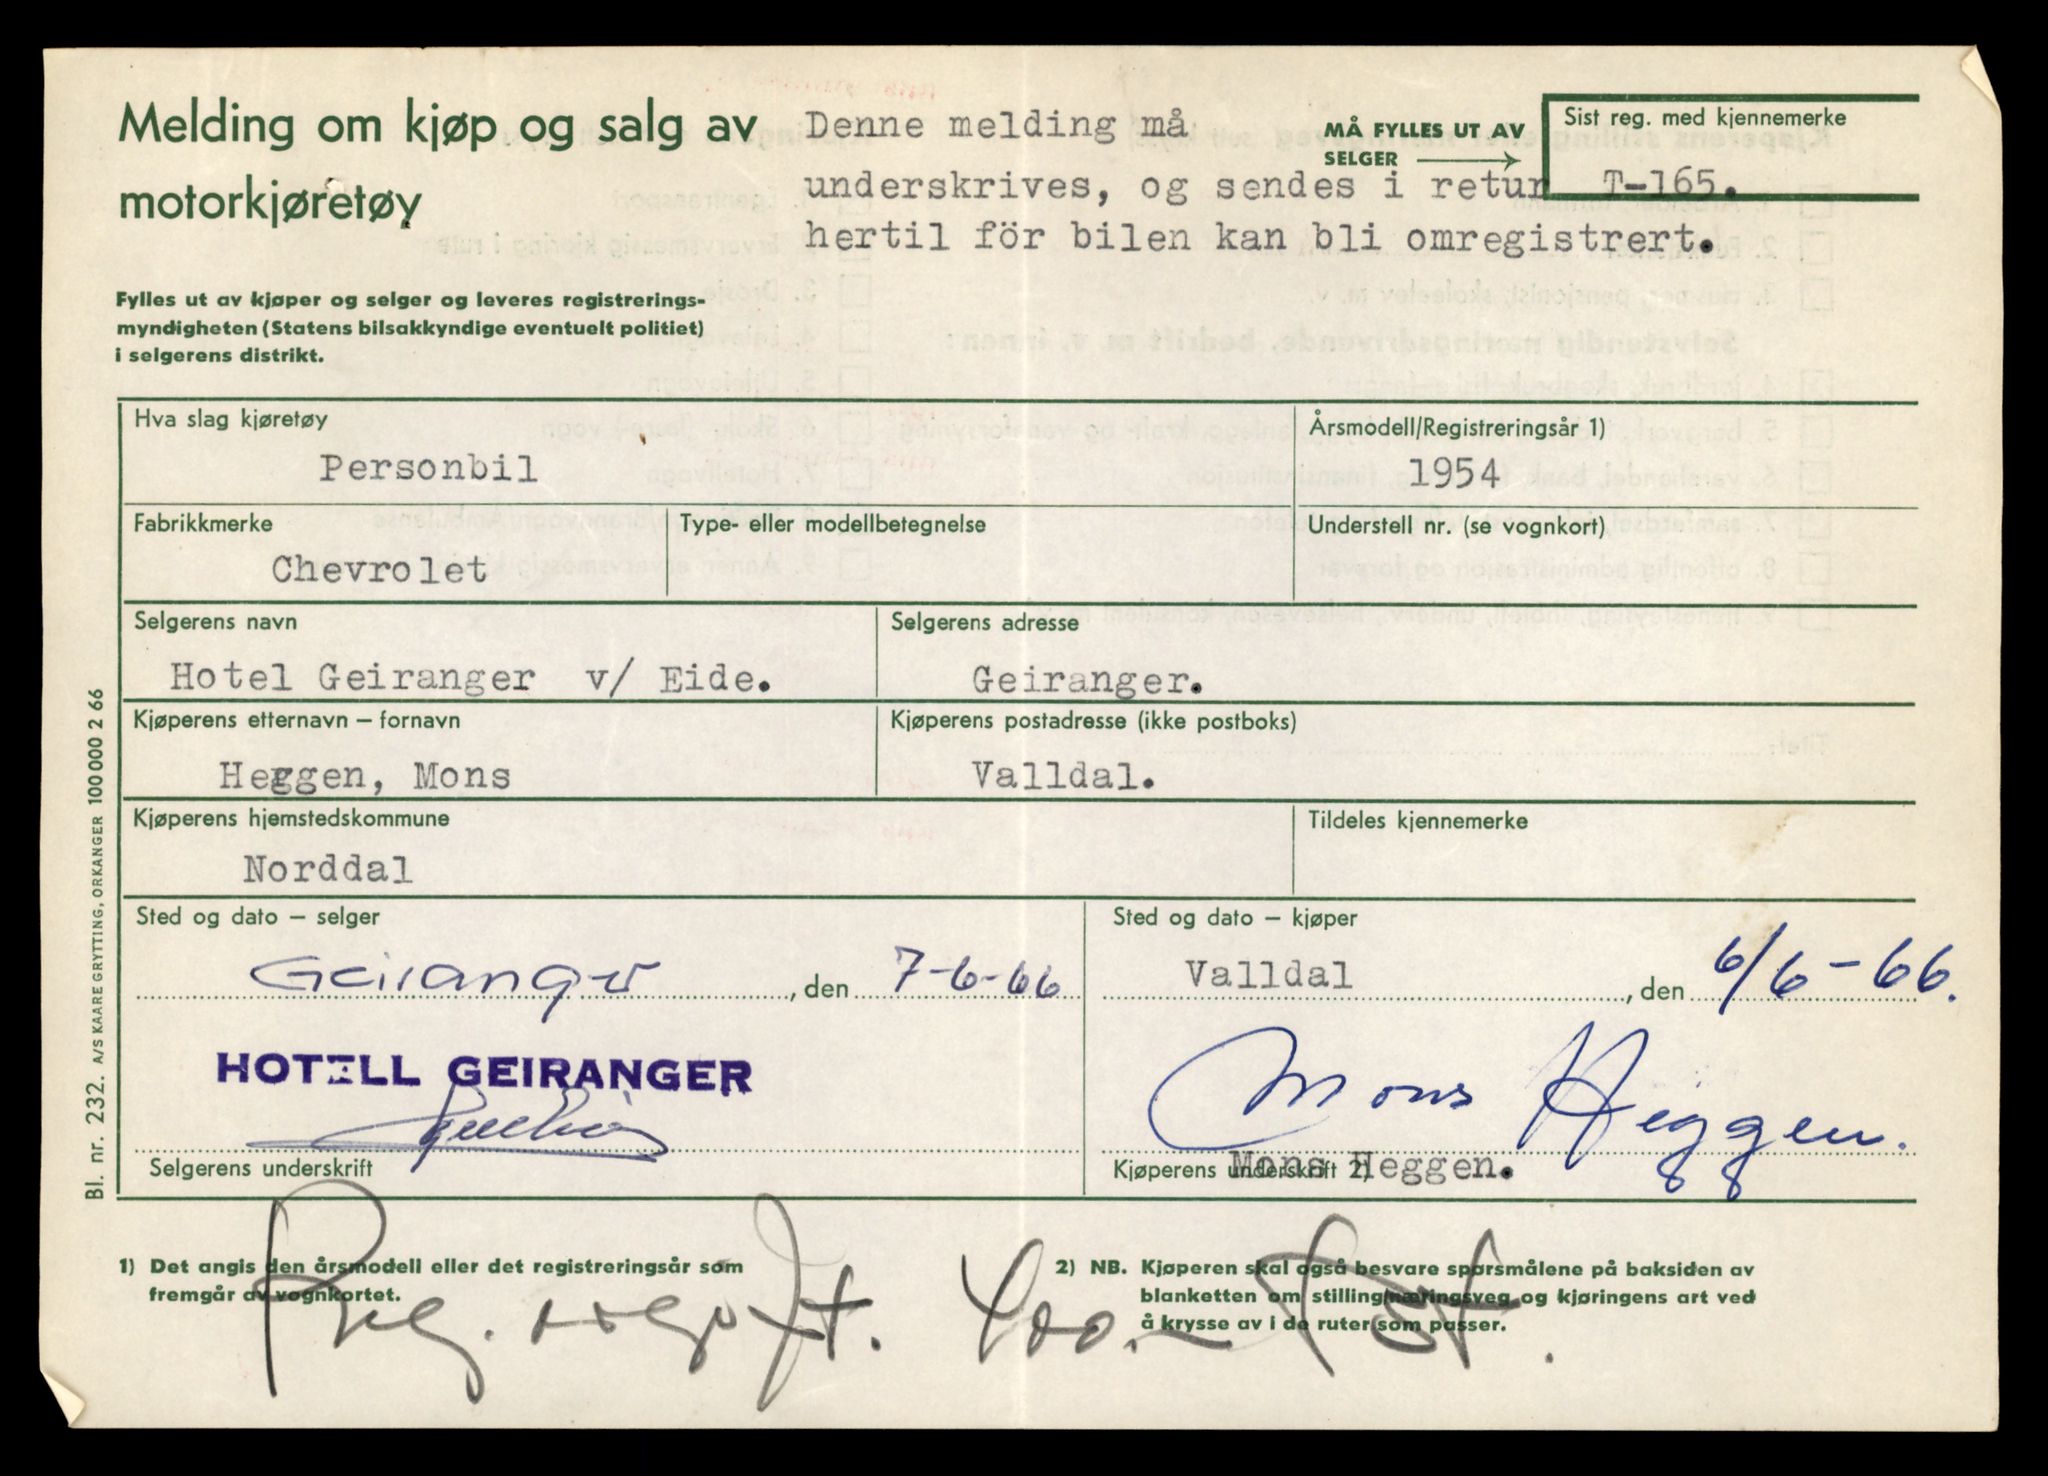 Melding om kjøp og salg av
motorkjøretøy
Denne melding må
underskrives, og sendes i retur
hertil för bilen kan bli omregistrert.
MÅ FYLLES UT AV
SELGER
Sist reg. med kjennemerke
T-165.
Fylles ut av kjøper og selger og leveres registrerings-
myndigheten (Statens bilsakkyndige eventuelt politiet)
i selgerens distrikt.
Hva slag kjøretøy
Personbil
Årsmodell/Registreringsår 1)
1954
Fabrikkmerke
Chevrolet
Type- eller modellbetegnelse
Understell nr. (se vognkort)
Selgerens navn
Hotel Geiranger v/ Eide.
Selgerens adresse
Geiranger.
Kjøperens etternavn – fornavn
Heggen, Mons
Kjøperens postadresse (ikke postboks)
Valldal.
Kjøperens hjemstedskommune
Norddal
Tildeles kjennemerke
Sted og dato – selger
Geiranger, den 7-6-66
HOTELL GEIRANGER
Selgerens underskrift
Sted og dato – kjøper
Valldal, den 6/6-66.
Mons Heggen.
Kjøperens underskrift 2)
Mons Heggen.
1) Det angis den årsmodell eller det registreringsår som
fremgår av vognkortet.
2) NB. Kjøperen skal også besvare spørsmålene på baksiden av
blanketten om stilling/næringsveg og kjøringens art ved
å krysse av i de ruter som passer.
Reg.
Bl. nr. 232. A/S KAARE GRYTTING, ORKANGER 100 000 2 66